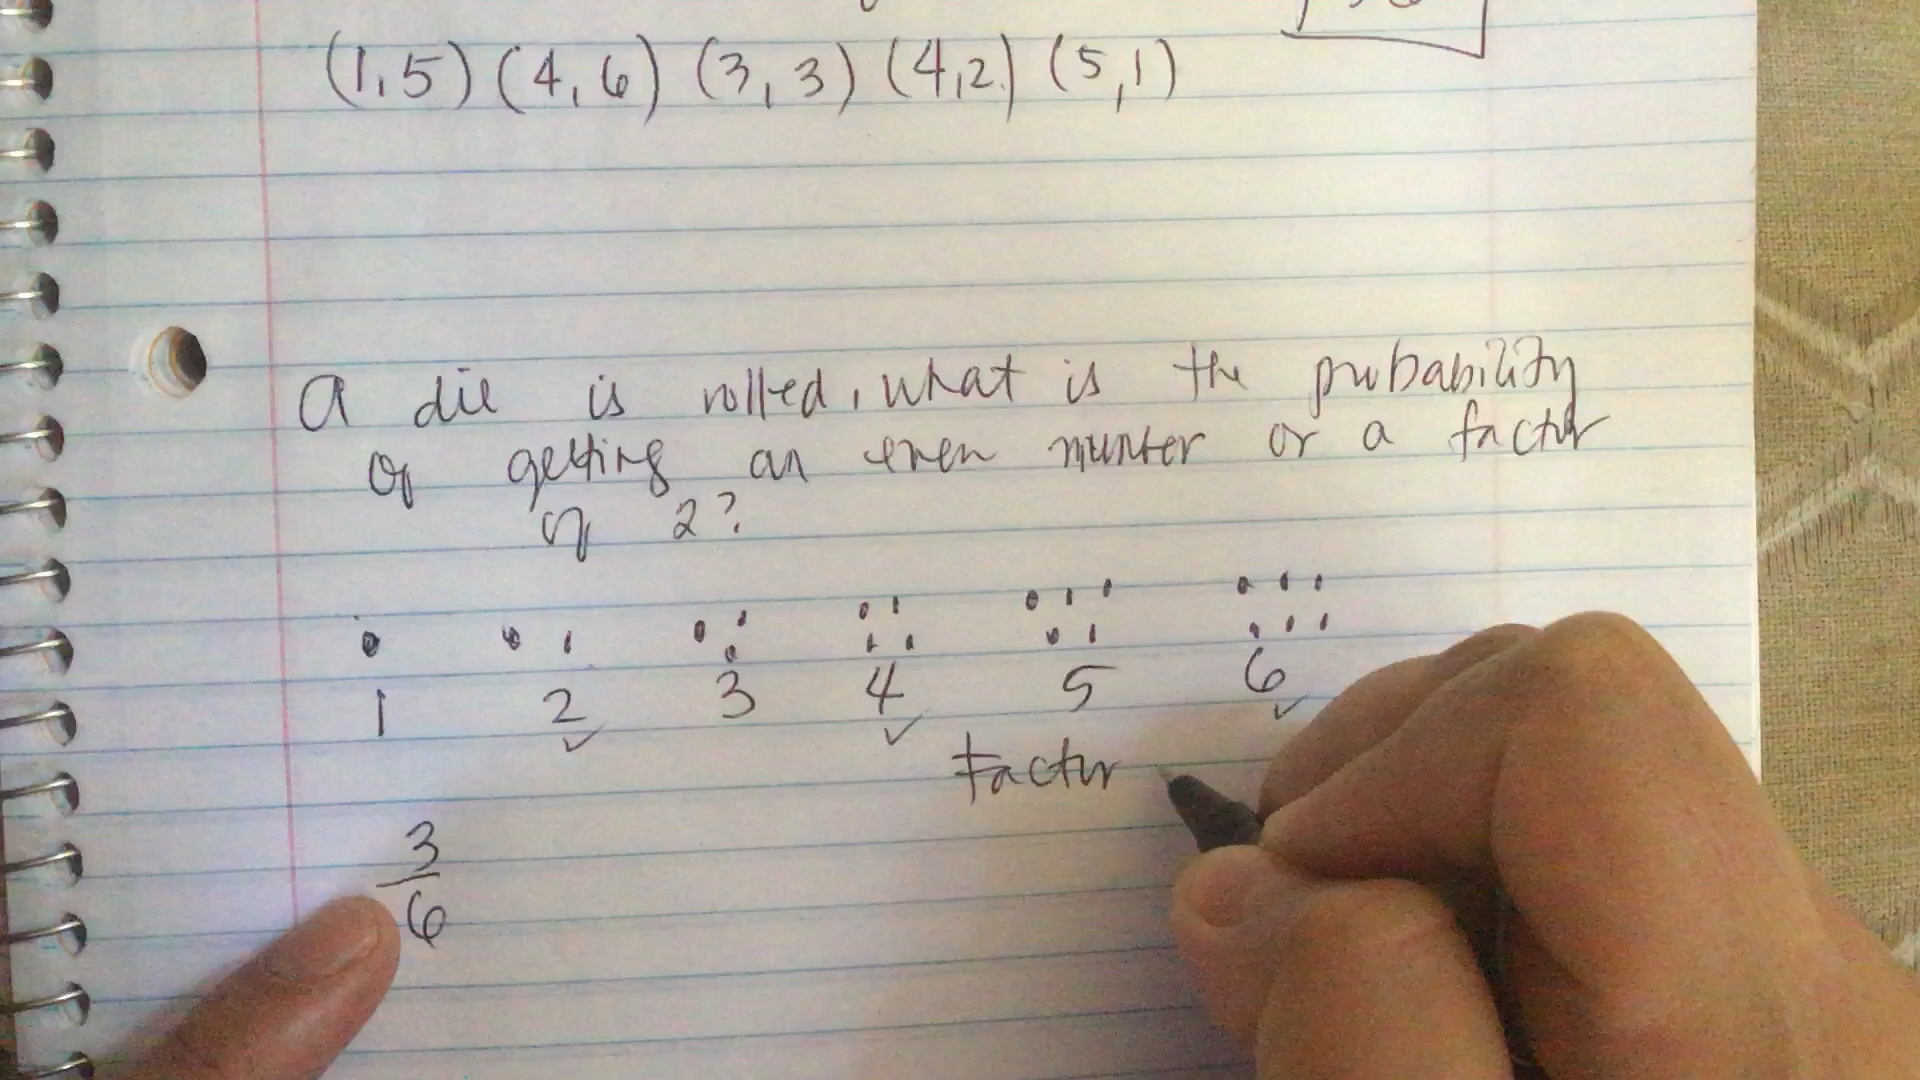 (1,5) (4,6) (3,3) (4,2) (5,1)
A die is rolled, what is the probability
of getting an even number or a factor
of 2?
1 2 3 4 5 6
Factor
3
6